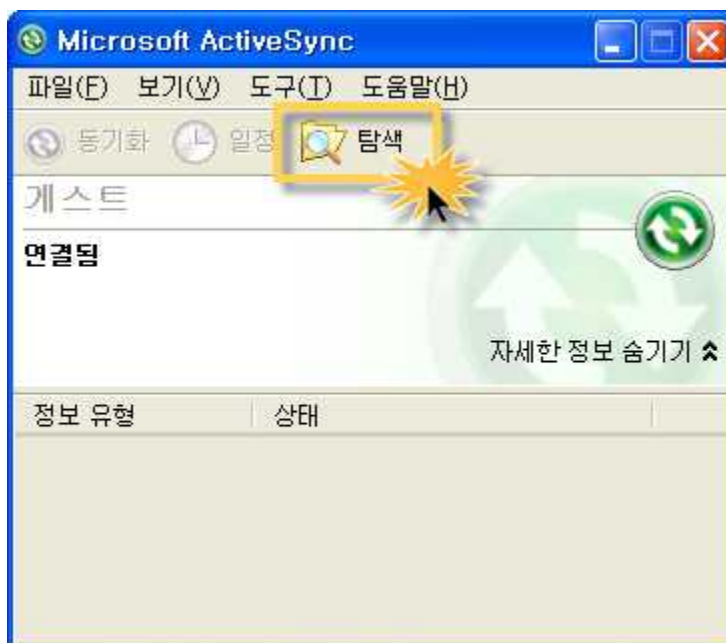 Microsoft ActiveSync
파일(F) 보기(V) 도구(T) 도움말(H)
동기화 일정 탐색
게스트
연결됨
자세한 정보 숨기기
정보 유형 상태